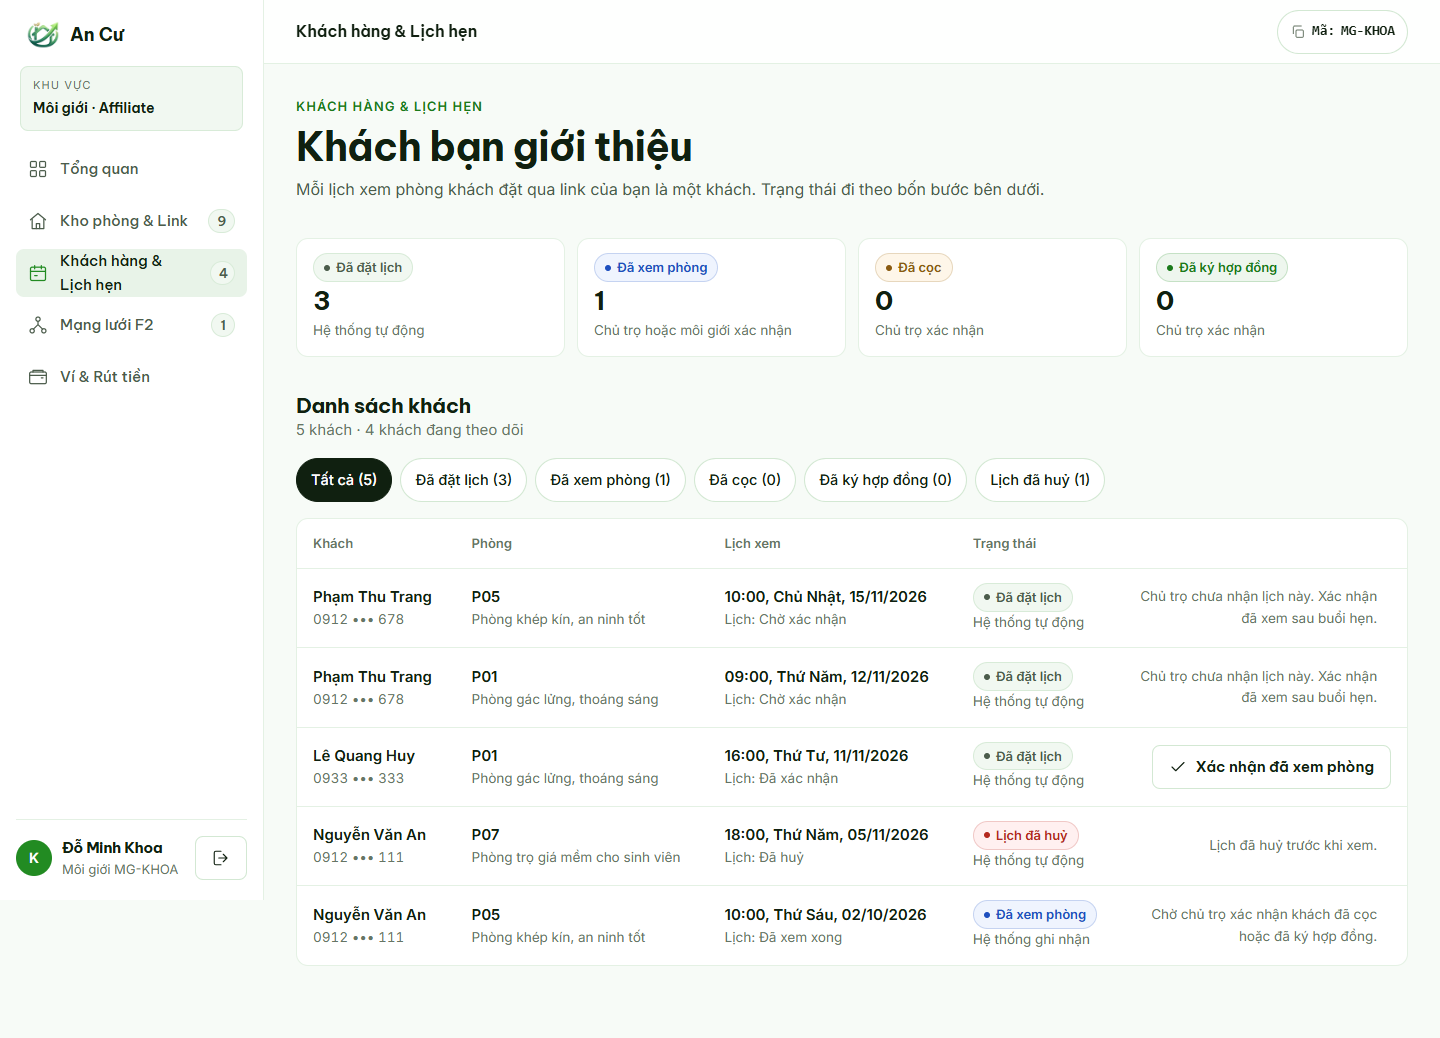 An Cư
KHU VỰC
Môi giới · Affiliate
Tổng quan
Kho phòng & Link 9
Khách hàng &
Lịch hẹn 4
Mạng lưới F2 1
Ví & Rút tiền
K
Đỗ Minh Khoa
Môi giới MG-KHOA
Khách hàng & Lịch hẹn
Mã: MG-KHOA
KHÁCH HÀNG & LỊCH HẸN
Khách bạn giới thiệu
Mỗi lịch xem phòng khách đặt qua link của bạn là một khách. Trạng thái đi theo bốn bước bên dưới.
Đã đặt lịch
3
Hệ thống tự động
Đã xem phòng
1
Chủ trọ hoặc môi giới xác nhận
Đã cọc
0
Chủ trọ xác nhận
Đã ký hợp đồng
0
Chủ trọ xác nhận
Danh sách khách
5 khách · 4 khách đang theo dõi
Tất cả (5) Đã đặt lịch (3) Đã xem phòng (1) Đã cọc (0) Đã ký hợp đồng (0) Lịch đã huỷ (1)
Khách Phòng Lịch xem Trạng thái
Phạm Thu Trang P05 10:00, Chủ Nhật, 15/11/2026 Đã đặt lịch Chủ trọ chưa nhận lịch này. Xác nhận
0912 ••• 678 Phòng khép kín, an ninh tốt Lịch: Chờ xác nhận Hệ thống tự động đã xem sau buổi hẹn.
Phạm Thu Trang P01 09:00, Thứ Năm, 12/11/2026 Đã đặt lịch Chủ trọ chưa nhận lịch này. Xác nhận
0912 ••• 678 Phòng gác lửng, thoáng sáng Lịch: Chờ xác nhận Hệ thống tự động đã xem sau buổi hẹn.
Lê Quang Huy P01 16:00, Thứ Tư, 11/11/2026 Đã đặt lịch Xác nhận đã xem phòng
0933 ••• 333 Phòng gác lửng, thoáng sáng Lịch: Đã xác nhận Hệ thống tự động
Nguyễn Văn An P07 18:00, Thứ Năm, 05/11/2026 Lịch đã huỷ Lịch đã huỷ trước khi xem.
0912 ••• 111 Phòng trọ giá mềm cho sinh viên Lịch: Đã huỷ Hệ thống tự động
Nguyễn Văn An P05 10:00, Thứ Sáu, 02/10/2026 Đã xem phòng Chờ chủ trọ xác nhận khách đã cọc
0912 ••• 111 Phòng khép kín, an ninh tốt Lịch: Đã xem xong Hệ thống ghi nhận hoặc đã ký hợp đồng.